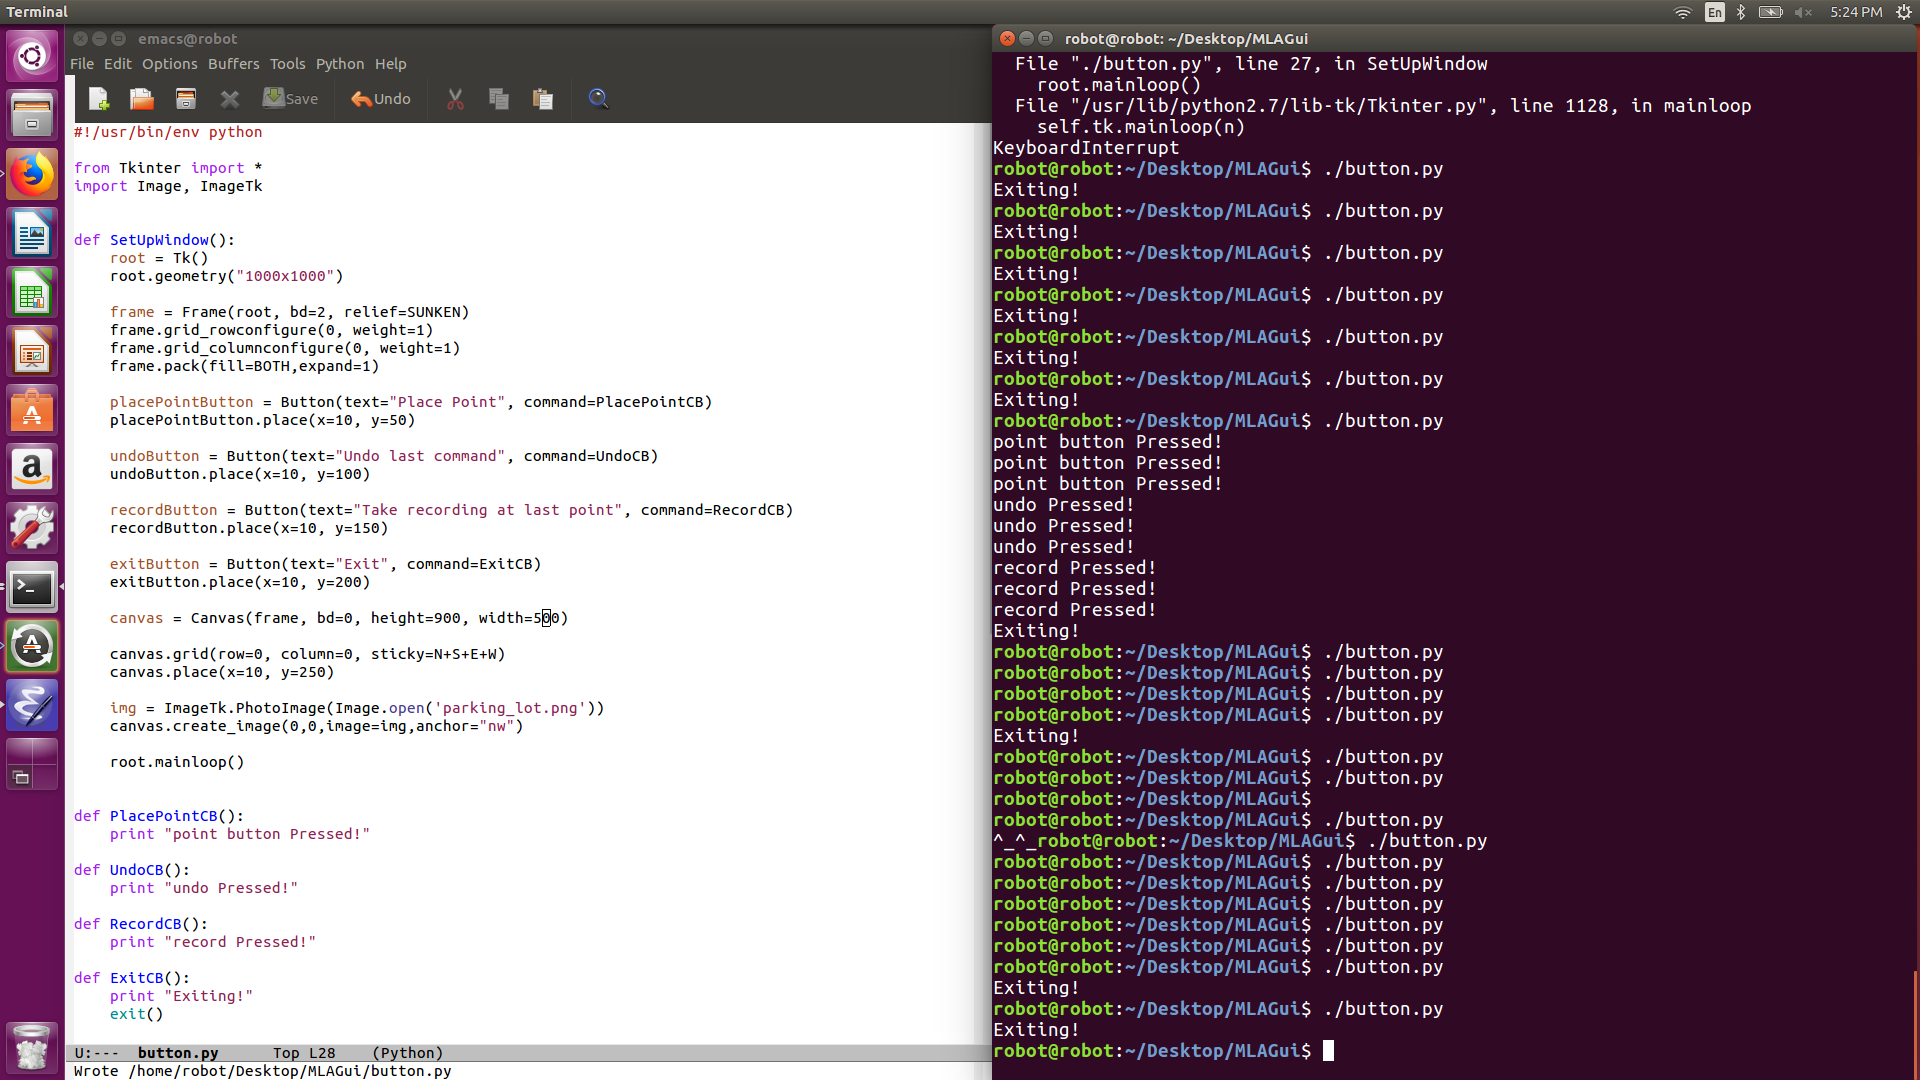 Terminal
En
5:24 PM
emacs@robot
File Edit Options Buffers Tools Python Help
Save Undo
#!/usr/bin/env python
from Tkinter import *
import Image, ImageTk
def SetUpWindow():
root = Tk()
root.geometry("1000x1000")
frame = Frame(root, bd=2, relief=SUNKEN)
frame.grid_rowconfigure(0, weight=1)
frame.grid_columnconfigure(0, weight=1)
frame.pack(fill=BOTH,expand=1)
placePointButton = Button(text="Place Point", command=PlacePointCB)
placePointButton.place(x=10, y=50)
undoButton = Button(text="Undo last command", command=UndoCB)
undoButton.place(x=10, y=100)
recordButton = Button(text="Take recording at last point", command=RecordCB)
recordButton.place(x=10, y=150)
exitButton = Button(text="Exit", command=ExitCB)
exitButton.place(x=10, y=200)
canvas = Canvas(frame, bd=0, height=900, width=500)
canvas.grid(row=0, column=0, sticky=N+S+E+W)
canvas.place(x=10, y=250)
img = ImageTk.PhotoImage(Image.open('parking_lot.png'))
canvas.create_image(0,0,image=img,anchor="nw")
root.mainloop()
def PlacePointCB():
print "point button Pressed!"
def UndoCB():
print "undo Pressed!"
def RecordCB():
print "record Pressed!"
def ExitCB():
print "Exiting!"
exit()
U:--- button.py Top L28 (Python)
Wrote /home/robot/Desktop/MLAGui/button.py
robot@robot: ~/Desktop/MLAGui
File "./button.py", line 27, in SetUpWindow
root.mainloop()
File "/usr/lib/python2.7/lib-tk/Tkinter.py", line 1128, in mainloop
self.tk.mainloop(n)
KeyboardInterrupt
robot@robot:~/Desktop/MLAGui$ ./button.py
Exiting!
robot@robot:~/Desktop/MLAGui$ ./button.py
Exiting!
robot@robot:~/Desktop/MLAGui$ ./button.py
Exiting!
robot@robot:~/Desktop/MLAGui$ ./button.py
Exiting!
robot@robot:~/Desktop/MLAGui$ ./button.py
Exiting!
robot@robot:~/Desktop/MLAGui$ ./button.py
Exiting!
robot@robot:~/Desktop/MLAGui$ ./button.py
point button Pressed!
point button Pressed!
point button Pressed!
undo Pressed!
undo Pressed!
undo Pressed!
record Pressed!
record Pressed!
record Pressed!
Exiting!
robot@robot:~/Desktop/MLAGui$ ./button.py
robot@robot:~/Desktop/MLAGui$ ./button.py
robot@robot:~/Desktop/MLAGui$ ./button.py
robot@robot:~/Desktop/MLAGui$ ./button.py
Exiting!
robot@robot:~/Desktop/MLAGui$ ./button.py
robot@robot:~/Desktop/MLAGui$ ./button.py
robot@robot:~/Desktop/MLAGui$
robot@robot:~/Desktop/MLAGui$ ./button.py
^_^_robot@robot:~/Desktop/MLAGui$ ./button.py
robot@robot:~/Desktop/MLAGui$ ./button.py
robot@robot:~/Desktop/MLAGui$ ./button.py
robot@robot:~/Desktop/MLAGui$ ./button.py
robot@robot:~/Desktop/MLAGui$ ./button.py
robot@robot:~/Desktop/MLAGui$ ./button.py
robot@robot:~/Desktop/MLAGui$ ./button.py
Exiting!
robot@robot:~/Desktop/MLAGui$ ./button.py
Exiting!
robot@robot:~/Desktop/MLAGui$